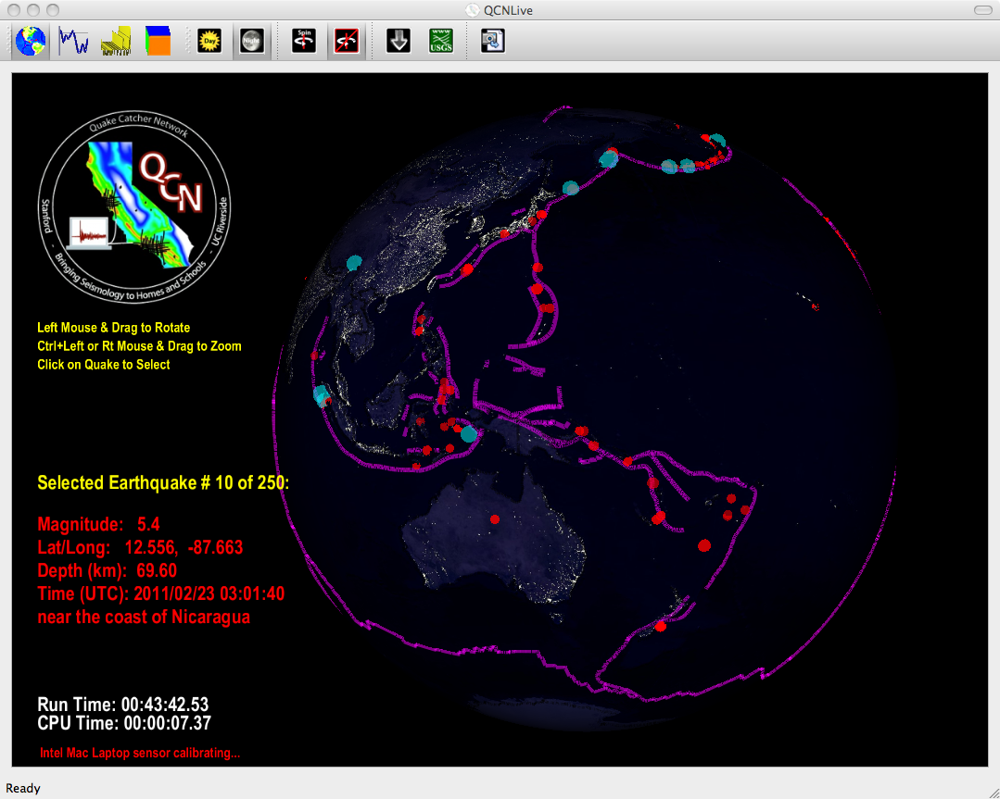 QCNLive
Day
Night
Spin
WWW
USGS
Quake Catcher Network
QCN
Stanford - Bringing Seismology to Homes and Schools - UC Riverside
Left Mouse & Drag to Rotate
Ctrl+Left or Rt Mouse & Drag to Zoom
Click on Quake to Select
Selected Earthquake # 10 of 250:
Magnitude: 5.4
Lat/Long: 12.556, -87.663
Depth (km): 69.60
Time (UTC): 2011/02/23 03:01:40
near the coast of Nicaragua
Run Time: 00:43:42.53
CPU Time: 00:00:07.37
Intel Mac Laptop sensor calibrating...
Ready